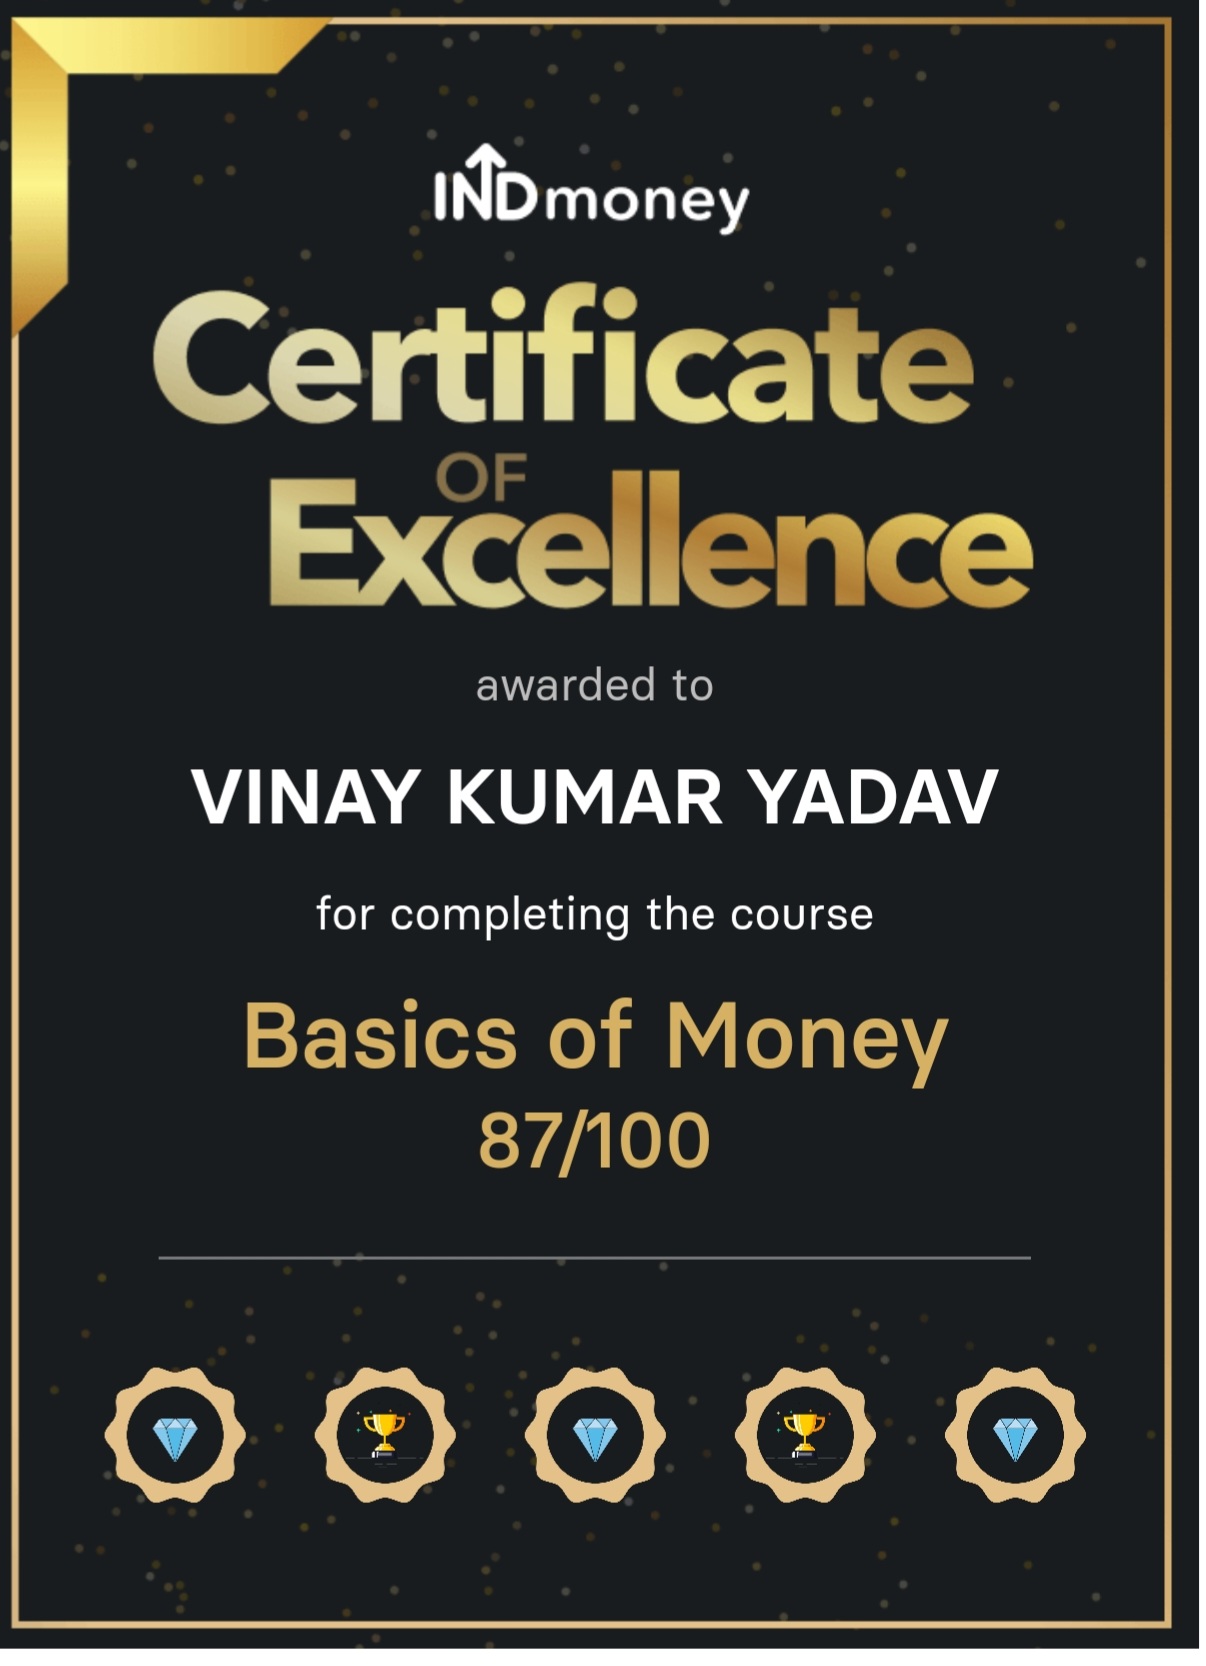 INDmoney
Certificate
OF
Excellence
awarded to
VINAY KUMAR YADAV
for completing the course
Basics of Money
87/100